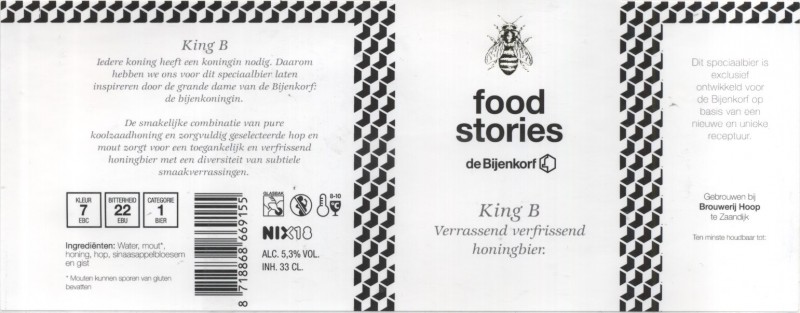 King B
Iedere koning heeft een koningin nodig. Daarom
hebben we ons voor dit speciaalbier laten
inspireren door de grande dame van de Bijenkorf:
de bijenkoningin.
De smakelijke combinatie van pure
koolzaadhoning en zorgvuldig geselecteerde hop en
mout zorgt voor een toegankelijk en verfrissend
honingbier met een diversiteit van subtiele
smaakverrassingen.
KLEUR
7
EBC
BITTERHEID
22
EBU
CATEGORIE
1
BIER
Ingrediënten: Water, mout*,
honing, hop, sinaasappelbloesem
en gist
* Mouten kunnen sporen van gluten
bevatten
8 718868 669155
GLASBAK
8-10
NIX18
ALC. 5,3% VOL.
INH. 33 CL.
food
stories
de Bijenkorf
King B
Verrassend verfrissend
honingbier.
Dit speciaalbier is
exclusief
ontwikkeld voor
de Bijenkorf op
basis van een
nieuwe en unieke
receptuur.
Gebrouwen bij
Brouwerij Hoop
te Zaandijk
Ten minste houdbaar tot: